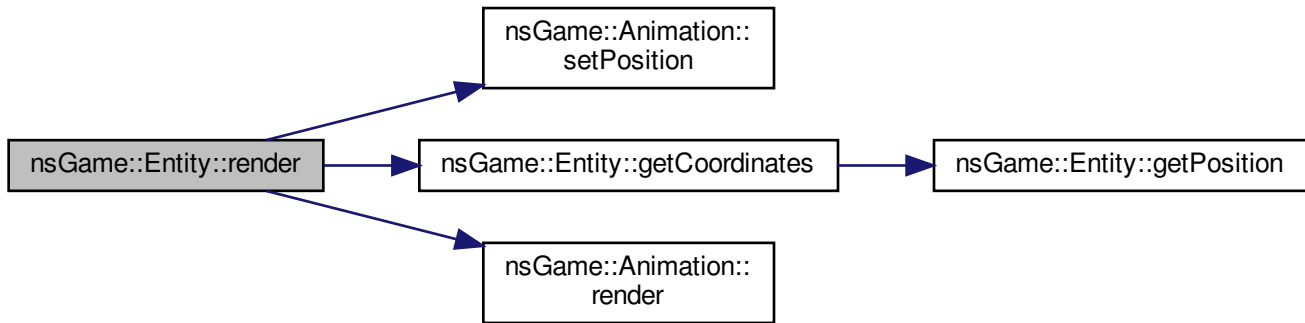 nsGame::Animation::
setPosition
nsGame::Entity::render
nsGame::Entity::getCoordinates
nsGame::Entity::getPosition
nsGame::Animation::
render